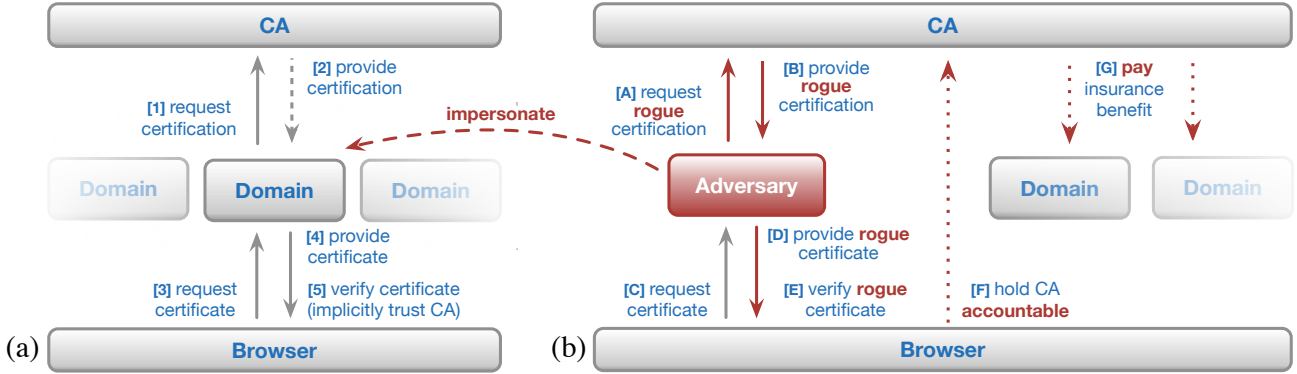 CA
[2] provide
certification
[1] request
certification
Domain
Domain
Domain
[4] provide
certificate
[3] request
certificate
[5] verify certificate
(implicitly trust CA)
(a)
Browser
impersonate
CA
[A] request
rogue
certification
[B] provide
rogue
certification
[G] pay
insurance
benefit
Adversary
Domain
Domain
[D] provide rogue
certificate
[C] request
certificate
[E] verify rogue
certificate
[F] hold CA
accountable
(b)
Browser